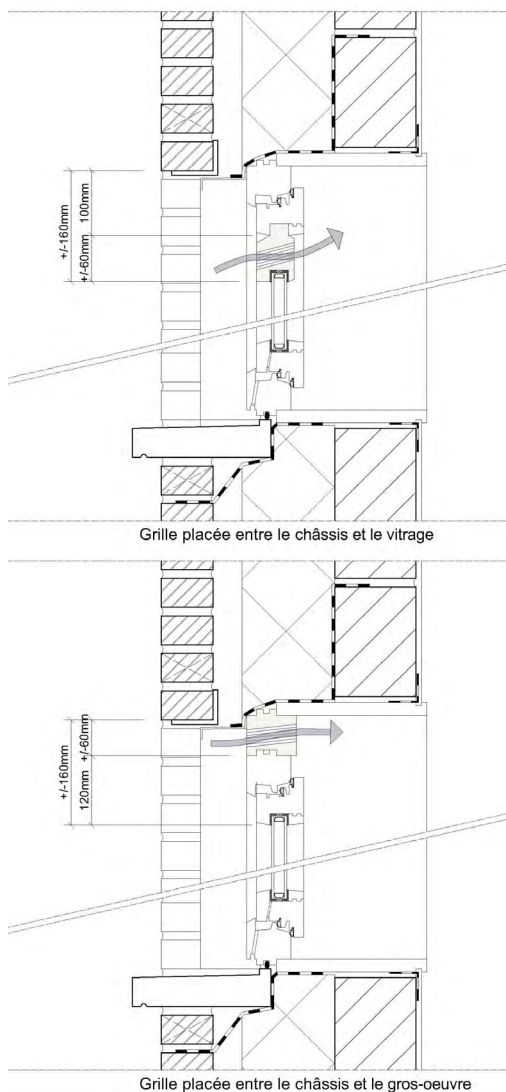 +/-160mm
100mm
+/-60mm
Grille placée entre le châssis et le vitrage
+/-160mm
+/-60mm
120mm
Grille placée entre le châssis et le gros-oeuvre